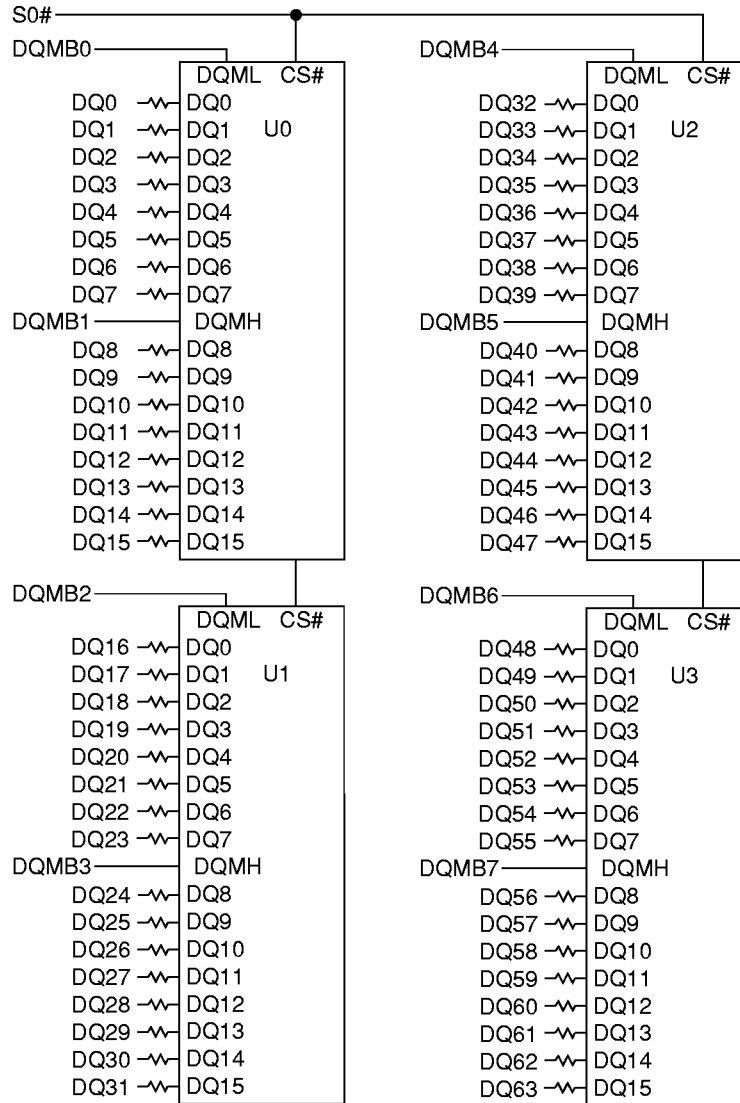 S0#
DQMB0
DQML CS#
DQ0 DQ0
DQ1 DQ1 U0
DQ2 DQ2
DQ3 DQ3
DQ4 DQ4
DQ5 DQ5
DQ6 DQ6
DQ7 DQ7
DQMB1 DQMH
DQ8 DQ8
DQ9 DQ9
DQ10 DQ10
DQ11 DQ11
DQ12 DQ12
DQ13 DQ13
DQ14 DQ14
DQ15 DQ15
DQMB2
DQML CS#
DQ16 DQ0
DQ17 DQ1 U1
DQ18 DQ2
DQ19 DQ3
DQ20 DQ4
DQ21 DQ5
DQ22 DQ6
DQ23 DQ7
DQMB3 DQMH
DQ24 DQ8
DQ25 DQ9
DQ26 DQ10
DQ27 DQ11
DQ28 DQ12
DQ29 DQ13
DQ30 DQ14
DQ31 DQ15
DQMB4
DQML CS#
DQ32 DQ0
DQ33 DQ1 U2
DQ34 DQ2
DQ35 DQ3
DQ36 DQ4
DQ37 DQ5
DQ38 DQ6
DQ39 DQ7
DQMB5 DQMH
DQ40 DQ8
DQ41 DQ9
DQ42 DQ10
DQ43 DQ11
DQ44 DQ12
DQ45 DQ13
DQ46 DQ14
DQ47 DQ15
DQMB6
DQML CS#
DQ48 DQ0
DQ49 DQ1 U3
DQ50 DQ2
DQ51 DQ3
DQ52 DQ4
DQ53 DQ5
DQ54 DQ6
DQ55 DQ7
DQMB7 DQMH
DQ56 DQ8
DQ57 DQ9
DQ58 DQ10
DQ59 DQ11
DQ60 DQ12
DQ61 DQ13
DQ62 DQ14
DQ63 DQ15